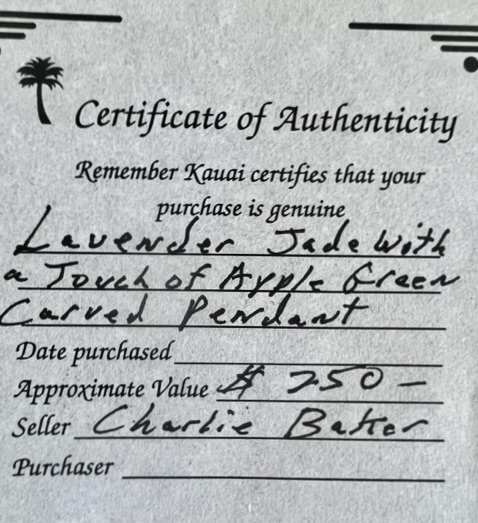 Certificate of Authenticity
Remember Kauai certifies that your
purchase is genuine
Lavender Jade with
a Touch of Apple Green
Carved Pendant
Date purchased
Approximate Value $ 250 –
Seller Charlie Baker
Purchaser